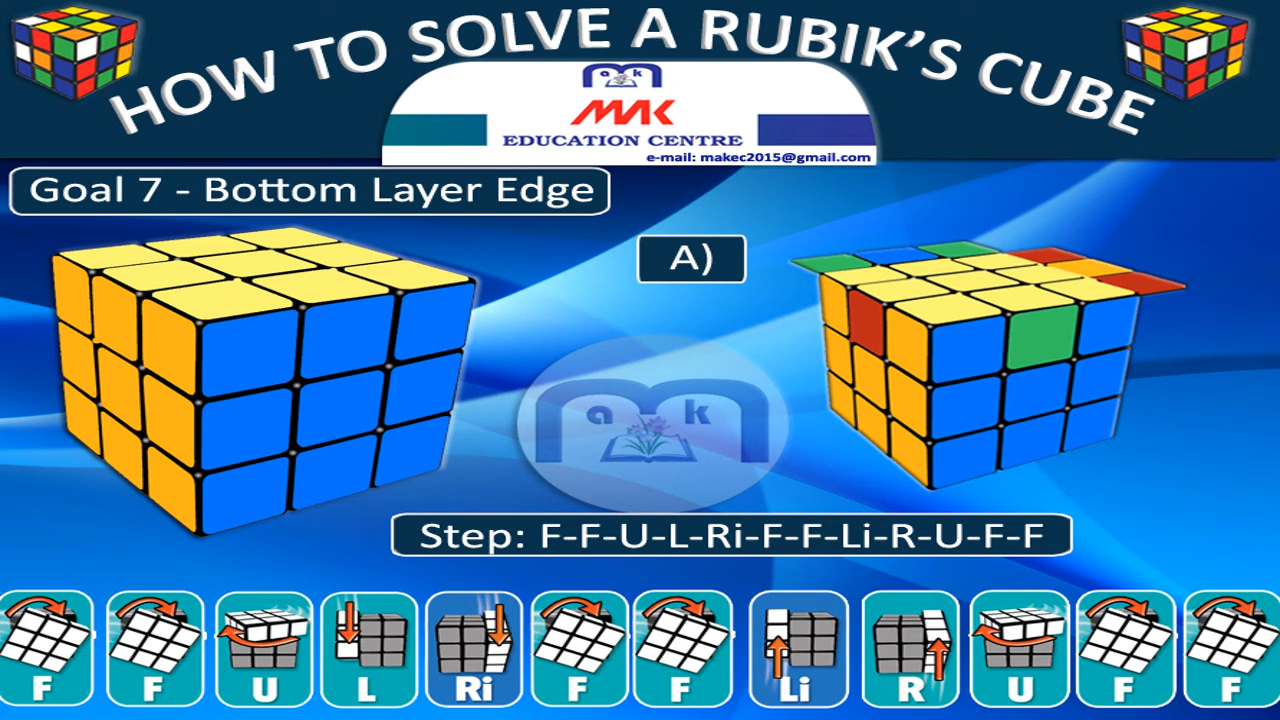 HOW TO SOLVE A RUBIK'S CUBE
a k
MAK
EDUCATION CENTRE
e-mail: makec2015@gmail.com
Goal 7 - Bottom Layer Edge
A)
a k
Step: F-F-U-L-Ri-F-F-Li-R-U-F-F
F F U L Ri F F Li R U F F